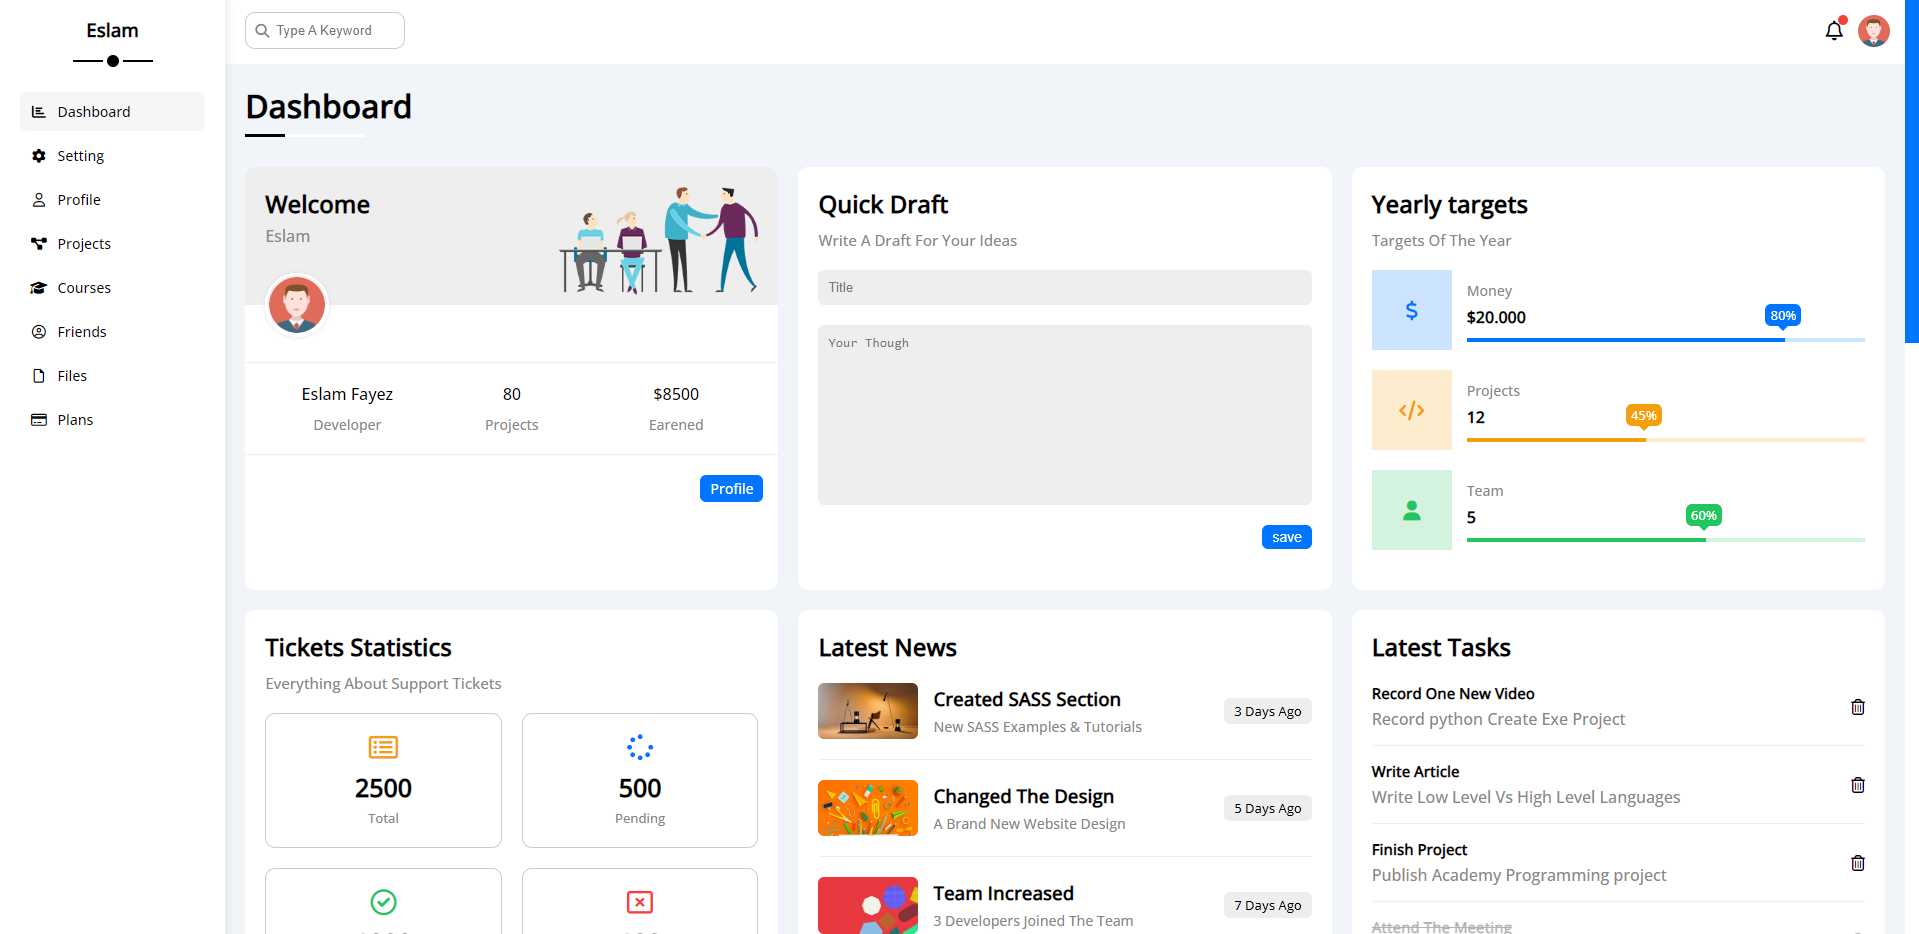 Eslam
Dashboard
Setting
Profile
Projects
Courses
Friends
Files
Plans
Type A Keyword
Dashboard
Welcome
Eslam
Eslam Fayez
Developer
80
Projects
$8500
Earened
Profile
Quick Draft
Write A Draft For Your Ideas
Title
Your Though
save
Yearly targets
Targets Of The Year
Money
$20.000
80%
Projects
12
45%
Team
5
60%
Tickets Statistics
Everything About Support Tickets
2500
Total
500
Pending
Latest News
Created SASS Section
New SASS Examples & Tutorials
3 Days Ago
Changed The Design
A Brand New Website Design
5 Days Ago
Team Increased
3 Developers Joined The Team
7 Days Ago
Latest Tasks
Record One New Video
Record python Create Exe Project
Write Article
Write Low Level Vs High Level Languages
Finish Project
Publish Academy Programming project
Attend The Meeting